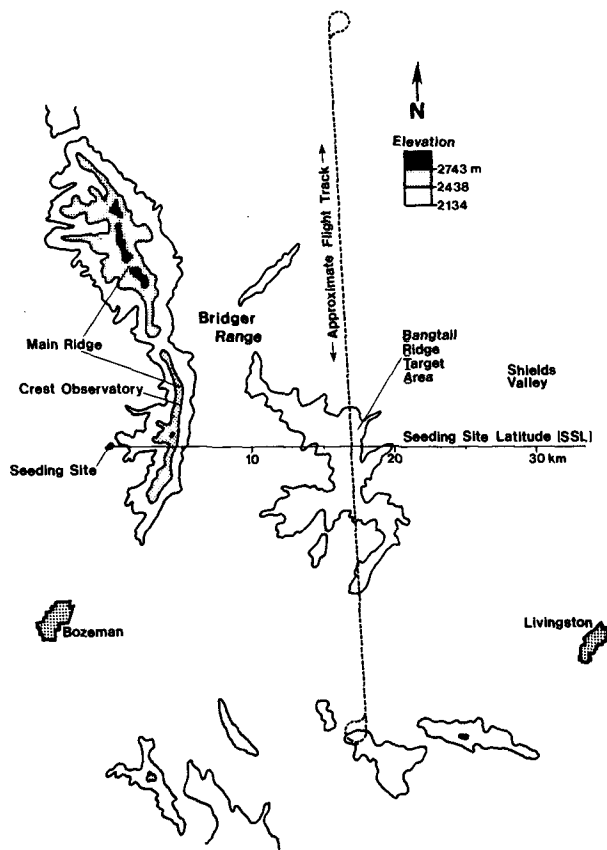 N
Elevation
2743 m
2438
2134
Approximate Flight Track
Bridger
Range
Main Ridge
Crest Observatory
Bangtail
Ridge
Target
Area
Shields
Valley
Seeding Site Latitude (SSL)
Seeding Site
10
20
30 km
Bozeman
Livingston